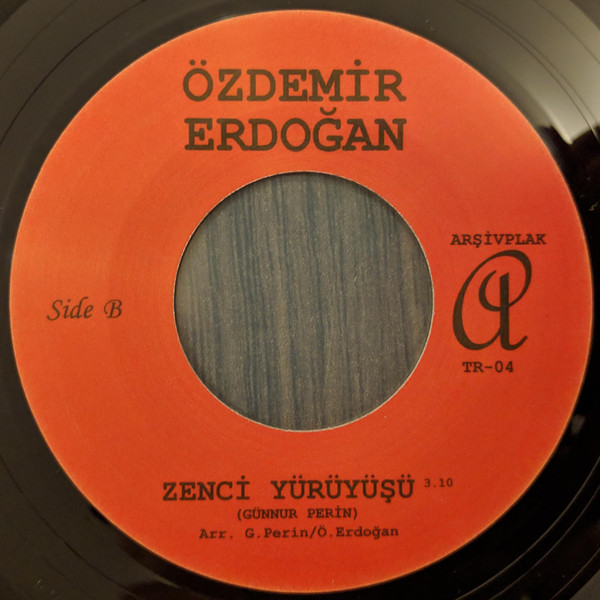 ÖZDEMİR
ERDOĞAN
ARŞİVPLAK
Side B
TR-04
ZENCİ YÜRÜYÜŞÜ 3.10
(GÜNNUR PERİN)
Arr. G.Perin/Ö.Erdoğan